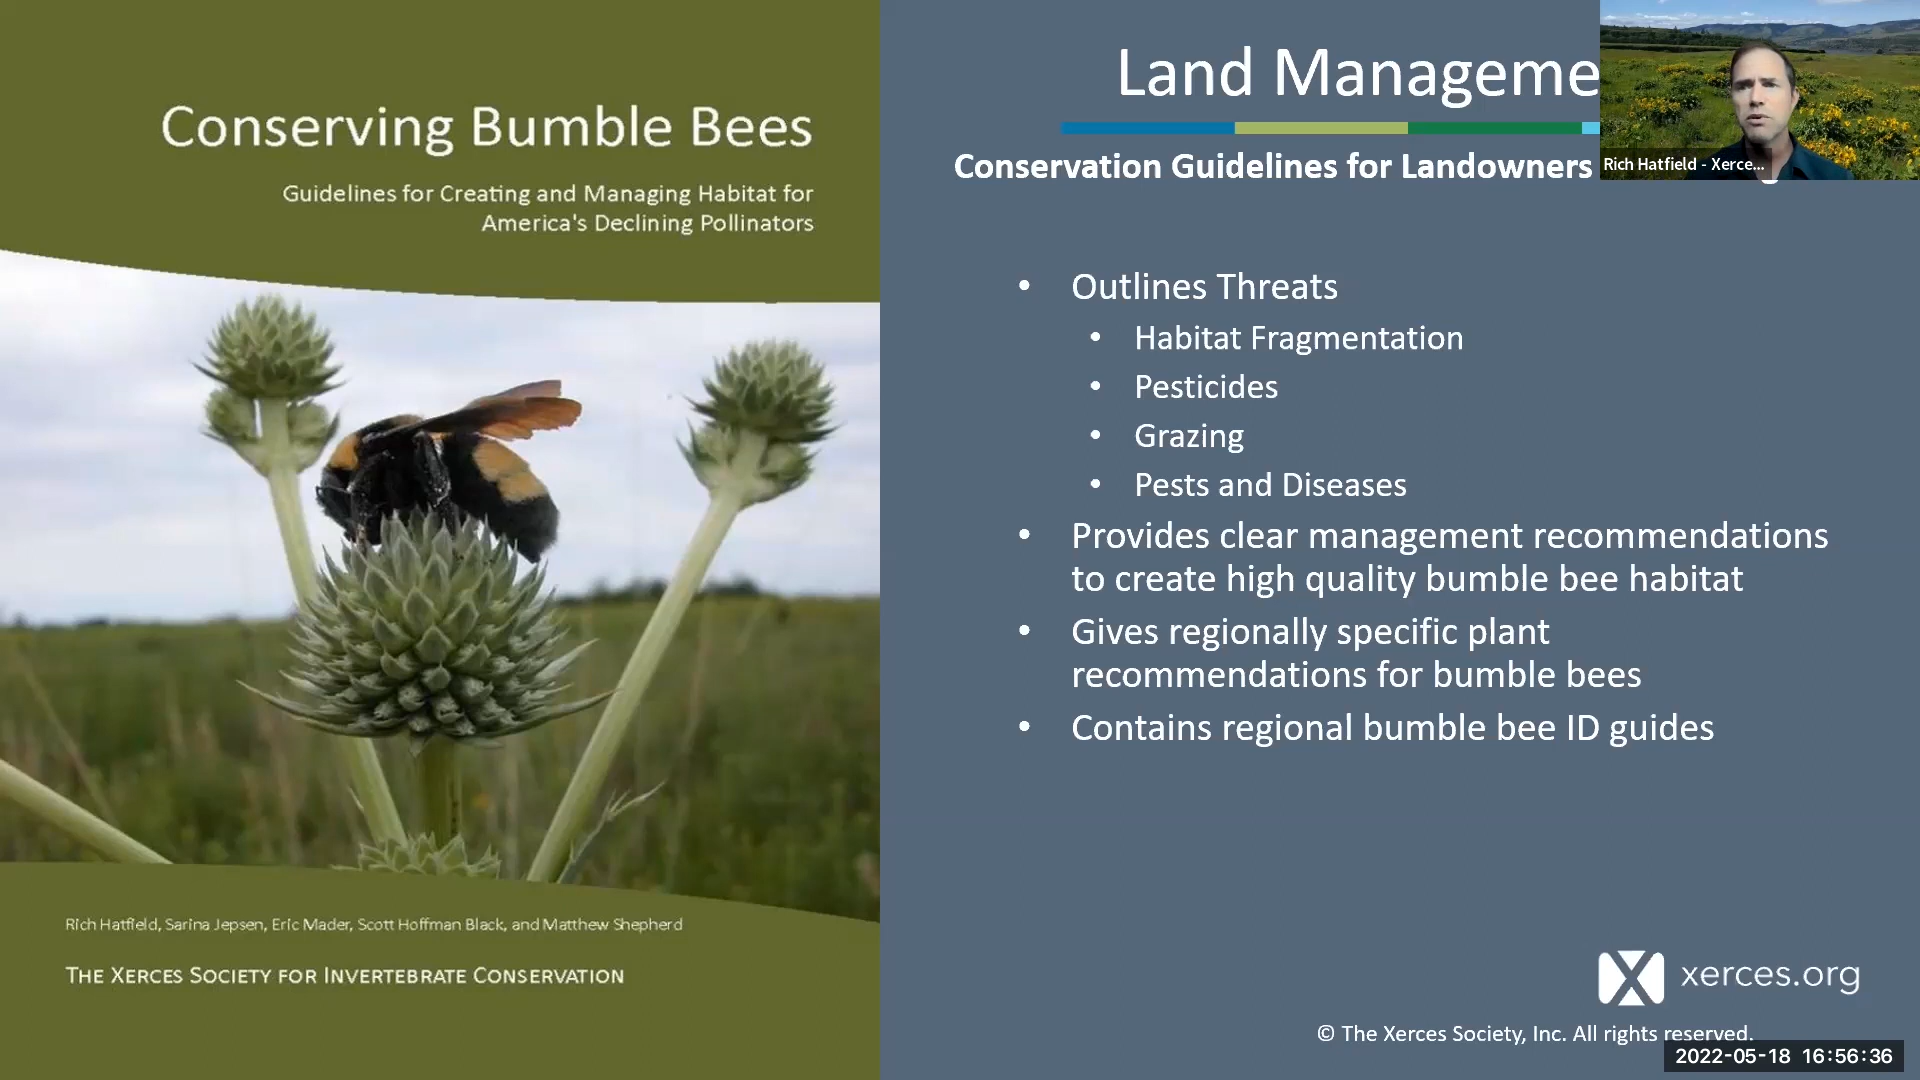 Conserving Bumble Bees
Guidelines for Creating and Managing Habitat for
America's Declining Pollinators
Rich Hatfield, Sarina Jepsen, Eric Mader, Scott Hoffman Black, and Matthew Shepherd
THE XERCES SOCIETY FOR INVERTEBRATE CONSERVATION
Land Manageme
Conservation Guidelines for Landowners
Rich Hatfield - Xerce...
• Outlines Threats
• Habitat Fragmentation
• Pesticides
• Grazing
• Pests and Diseases
• Provides clear management recommendations
to create high quality bumble bee habitat
• Gives regionally specific plant
recommendations for bumble bees
• Contains regional bumble bee ID guides
xerces.org
© The Xerces Society, Inc. All rights reserved.
2022-05-18 16:56:36